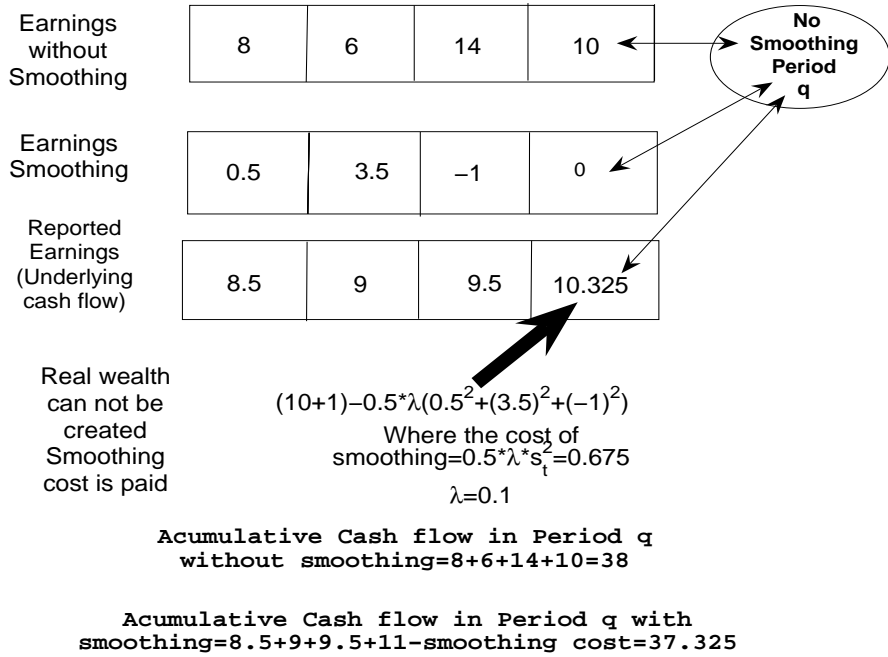 Earnings
without
Smoothing
8 6 14 10
No
Smoothing
Period
q
Earnings
Smoothing
0.5 3.5 −1 0
Reported
Earnings
(Underlying
cash flow)
8.5 9 9.5 10.325
Real wealth
can not be
created
Smoothing
cost is paid
(10+1)−0.5*λ(0.5²+(3.5)²+(−1)²)
Where the cost of
smoothing=0.5*λ*sₜ²=0.675
λ=0.1
Acumulative Cash flow in Period q
without smoothing=8+6+14+10=38
Acumulative Cash flow in Period q with
smoothing=8.5+9+9.5+11−smoothing cost=37.325